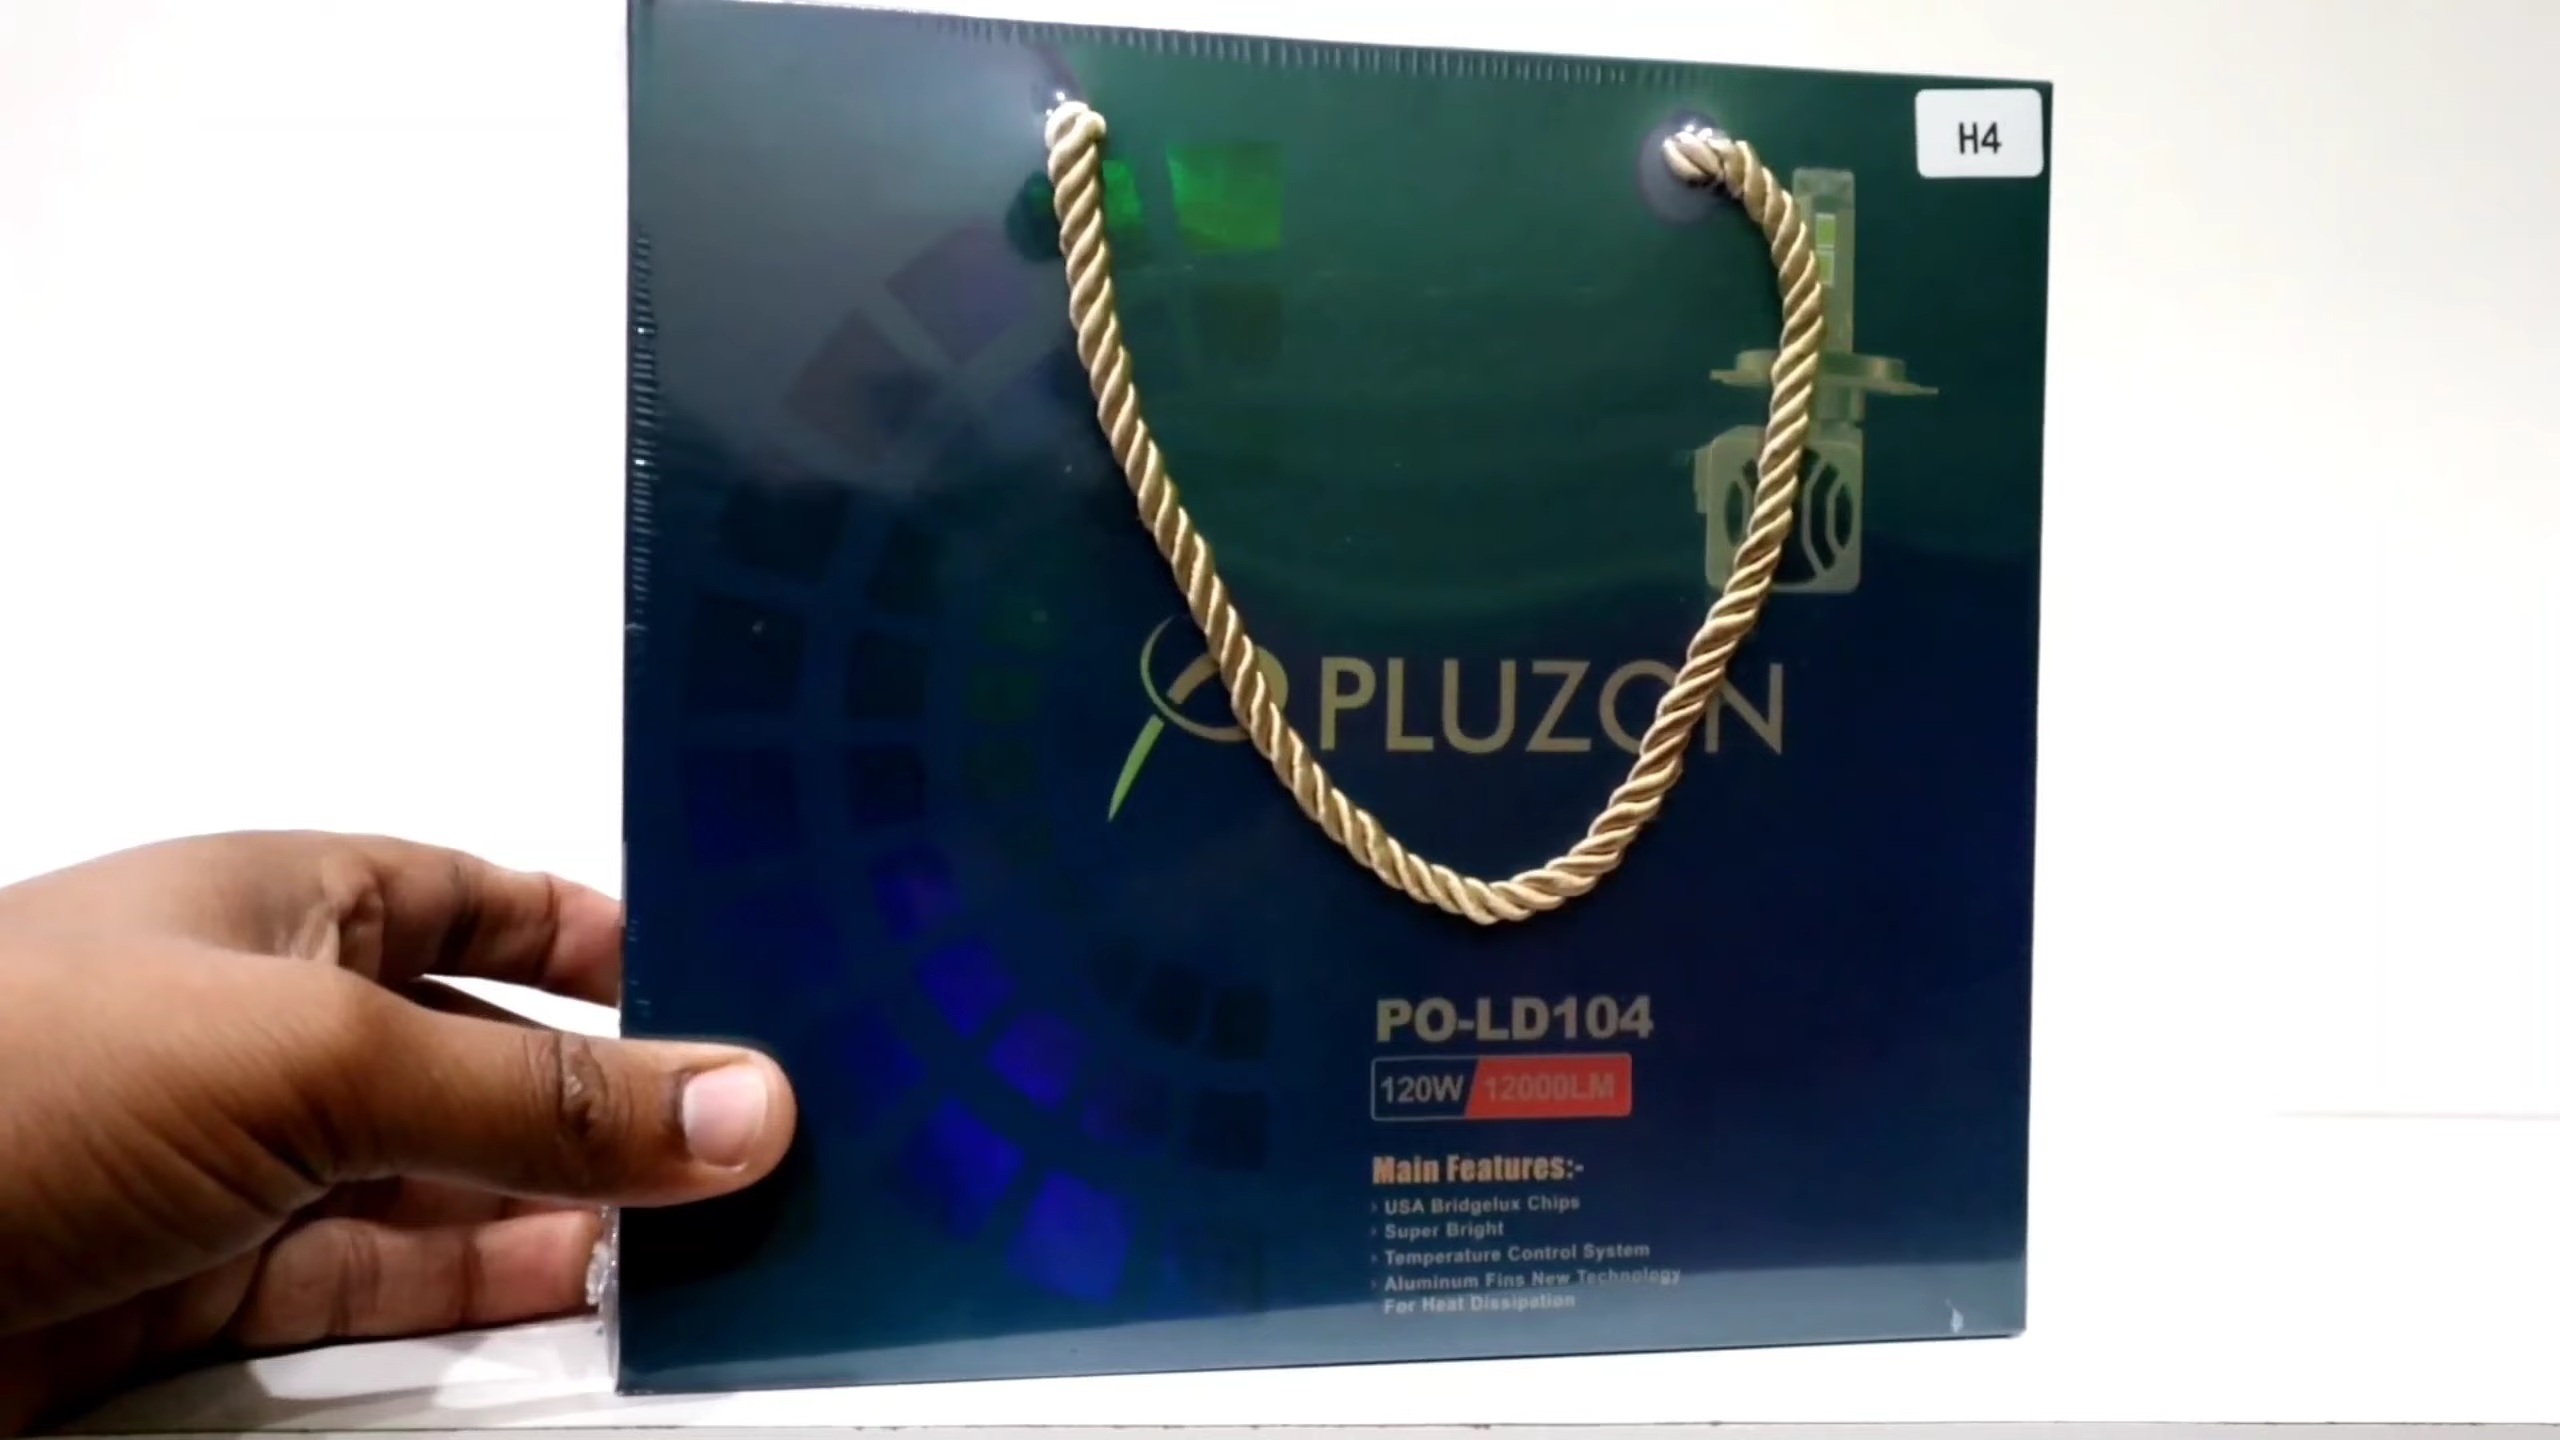 H4
PLUZON
PO-LD104
120W 12000LM
Main Features:-
› USA Bridgelux Chips
› Super Bright
› Temperature Control System
› Aluminum Fins New Technology
For Heat Dissipation